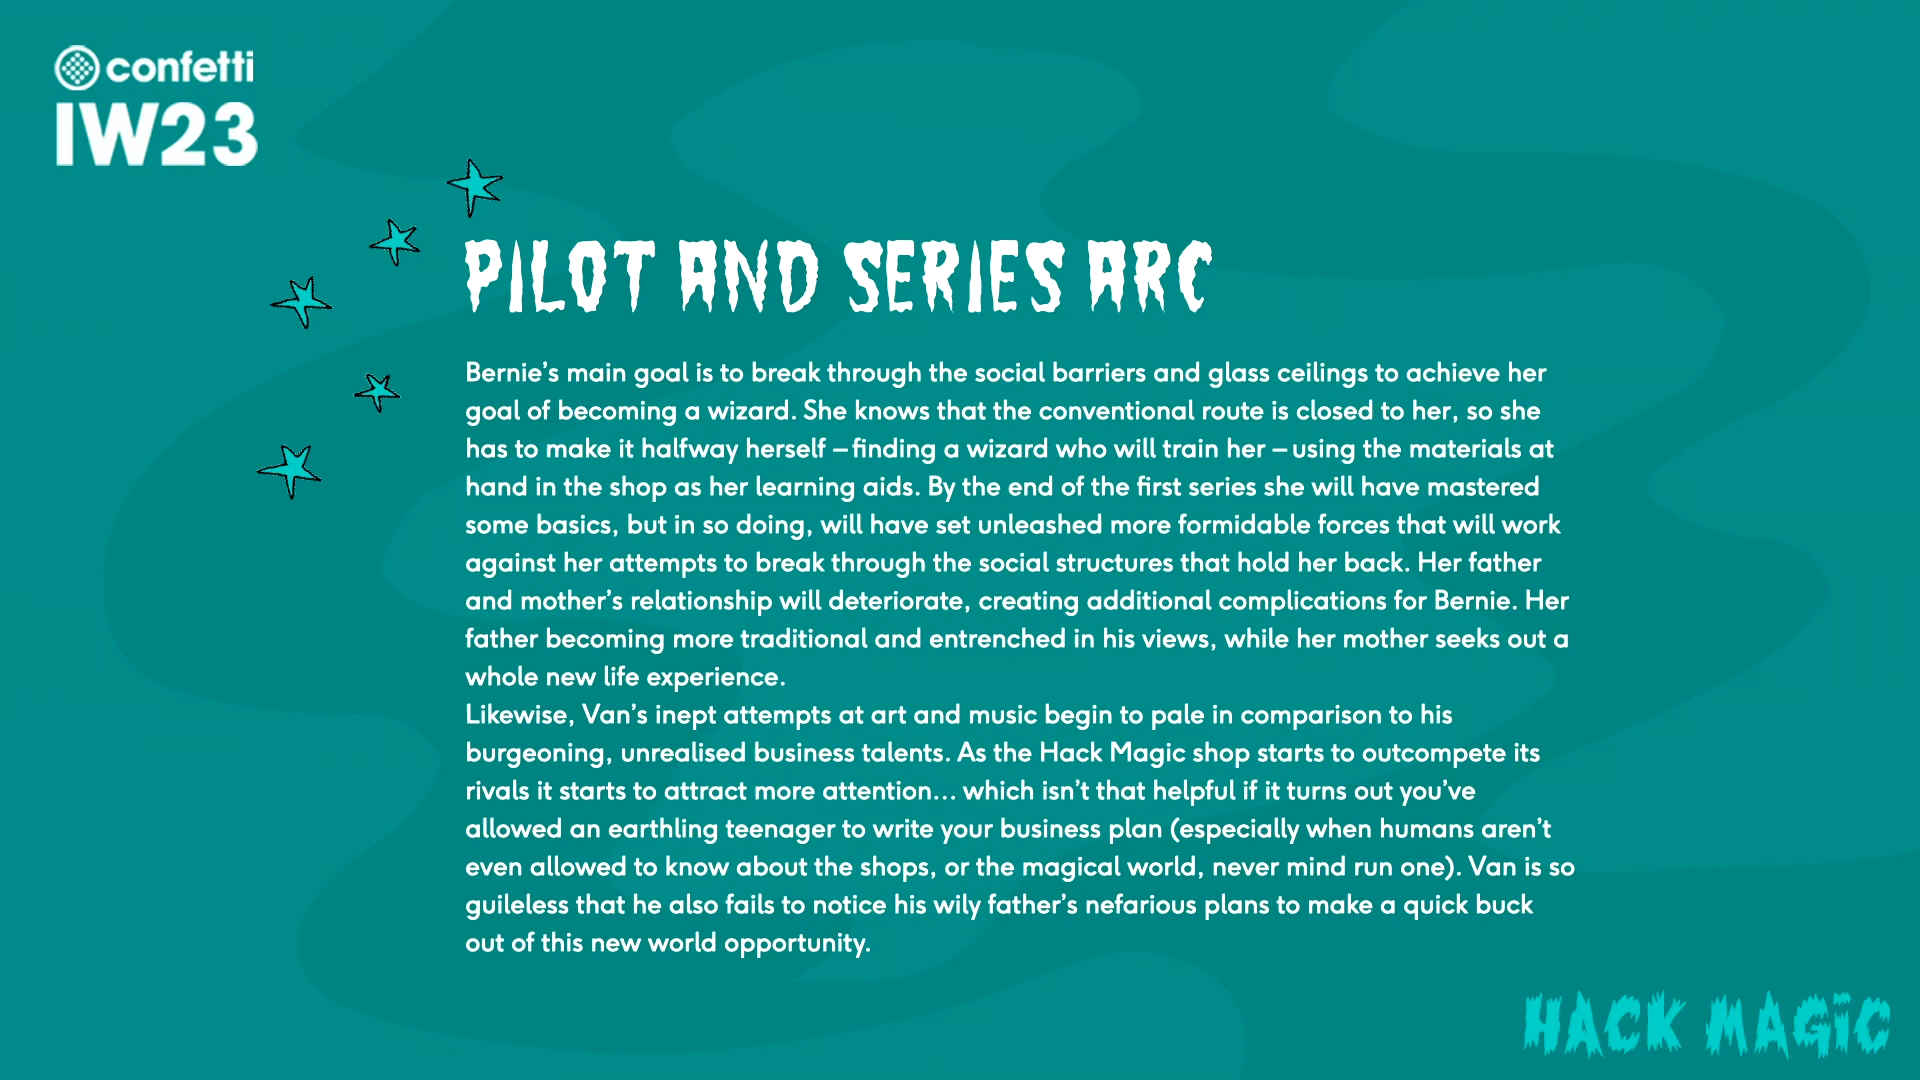 confetti
IW23
PILOT AND SERIES ARC
Bernie’s main goal is to break through the social barriers and glass ceilings to achieve her
goal of becoming a wizard. She knows that the conventional route is closed to her, so she
has to make it halfway herself – finding a wizard who will train her – using the materials at
hand in the shop as her learning aids. By the end of the first series she will have mastered
some basics, but in so doing, will have set unleashed more formidable forces that will work
against her attempts to break through the social structures that hold her back. Her father
and mother’s relationship will deteriorate, creating additional complications for Bernie. Her
father becoming more traditional and entrenched in his views, while her mother seeks out a
whole new life experience.
Likewise, Van’s inept attempts at art and music begin to pale in comparison to his
burgeoning, unrealised business talents. As the Hack Magic shop starts to outcompete its
rivals it starts to attract more attention… which isn’t that helpful if it turns out you’ve
allowed an earthling teenager to write your business plan (especially when humans aren’t
even allowed to know about the shops, or the magical world, never mind run one). Van is so
guileless that he also fails to notice his wily father’s nefarious plans to make a quick buck
out of this new world opportunity.
HACK MAGIC